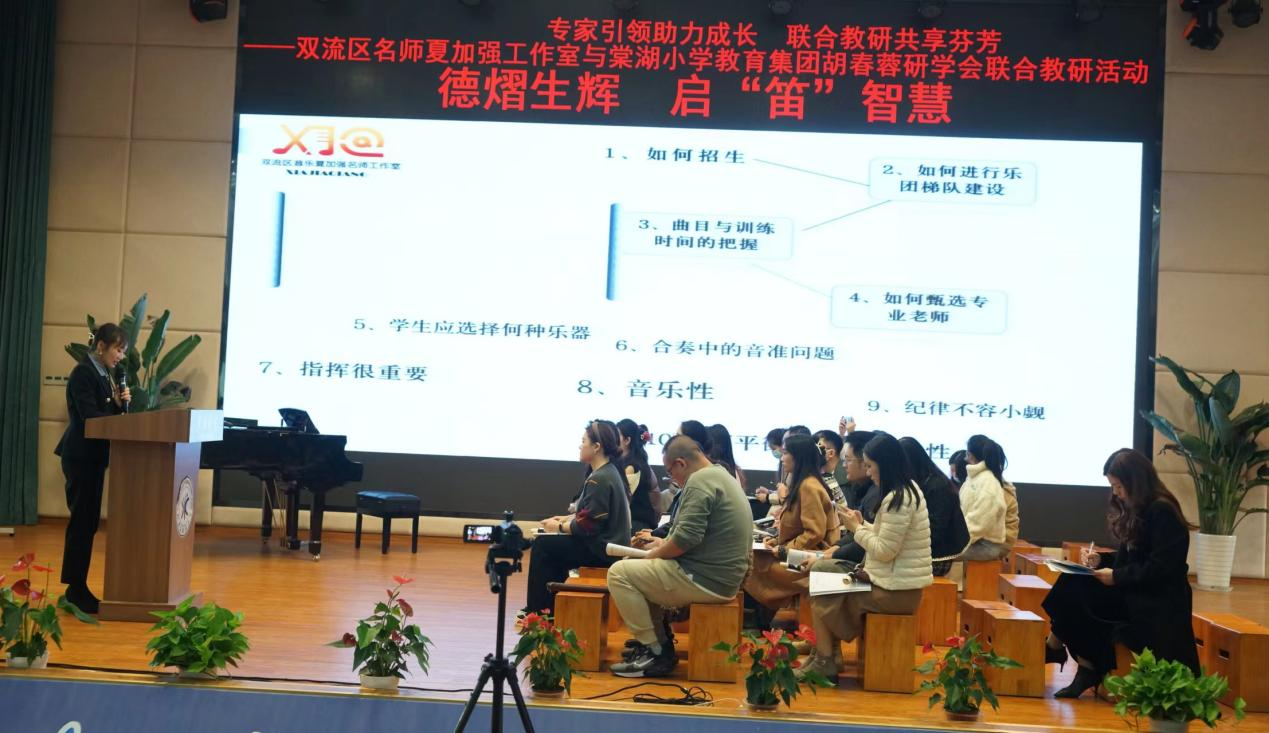 专家引领助力成长 联合教研共享芬芳
——双流区名师夏加强工作室与棠湖小学教育集团胡春蓉研学会联合教研活动
德熠生辉 启“笛”智慧
双流区音乐夏加强名师工作室
XIAJIAQIANG
1、如何招生
2、如何进行乐
团梯队建设
3、曲目与训练
时间的把握
4、如何甄选专
业老师
5、学生应选择何种乐器
6、合奏中的音准问题
7、指挥很重要
8、音乐性
9、纪律不容小觑
10
平衡
性